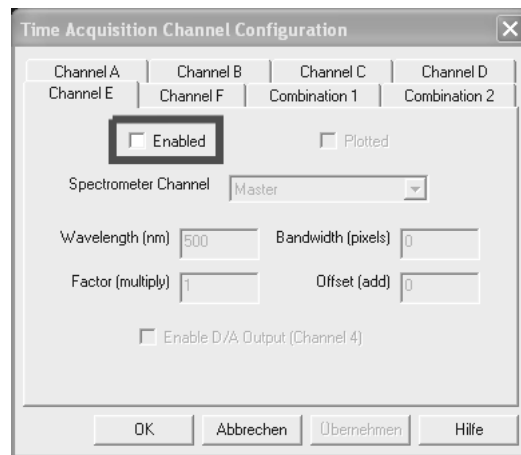 Time Acquisition Channel Configuration
Channel A Channel B Channel C Channel D
Channel E Channel F Combination 1 Combination 2
Enabled Plotted
Spectrometer Channel Master
Wavelength (nm) 500 Bandwidth (pixels) 0
Factor (multiply) 1 Offset (add) 0
Enable D/A Output (Channel 4)
OK Abbrechen Übernehmen Hilfe